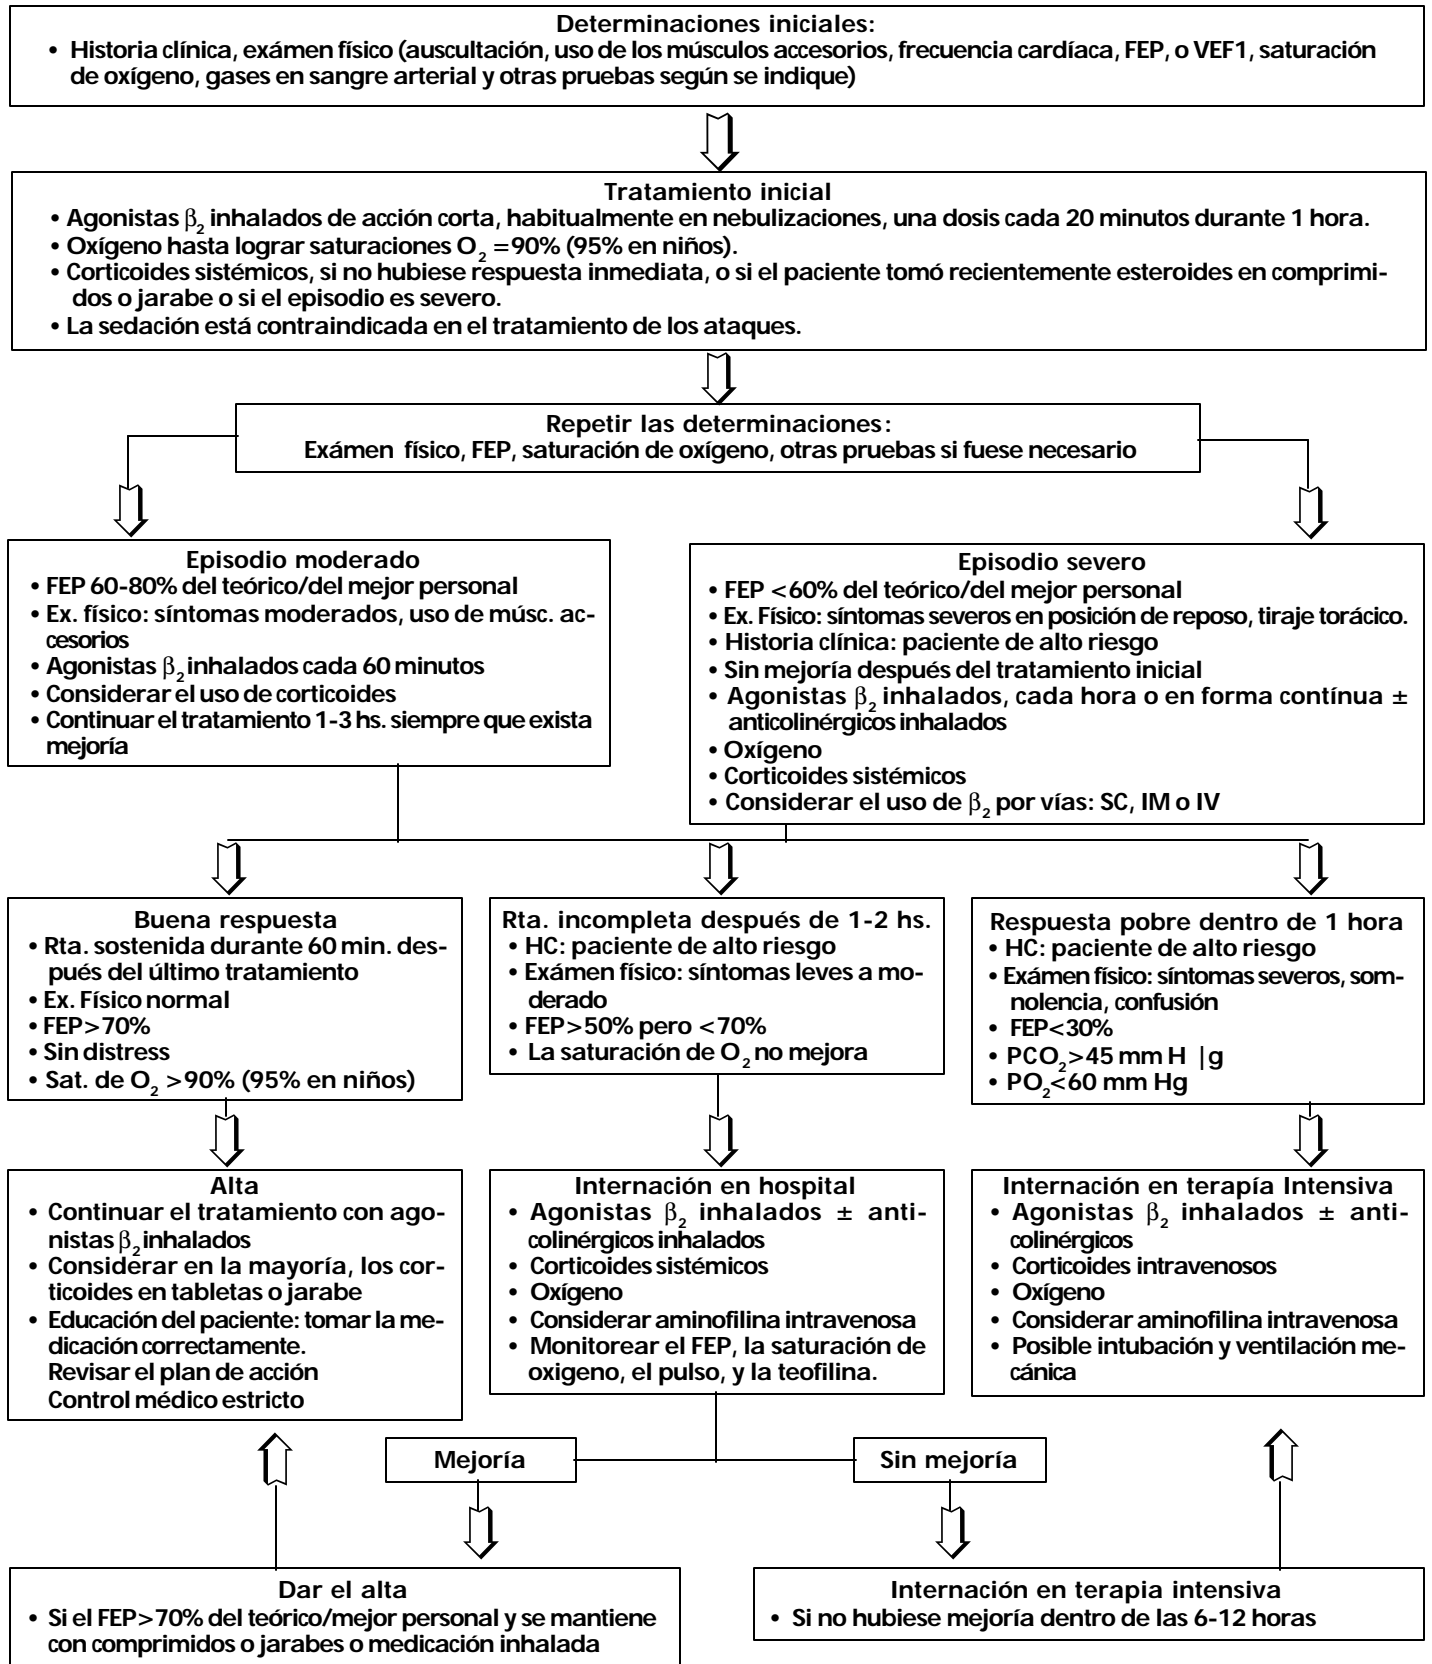 Determinaciones iniciales:
• Historia clínica, exámen físico (auscultación, uso de los músculos accesorios, frecuencia cardíaca, FEP, o VEF1, saturación
de oxígeno, gases en sangre arterial y otras pruebas según se indique)
Tratamiento inicial
• Agonistas β₂ inhalados de acción corta, habitualmente en nebulizaciones, una dosis cada 20 minutos durante 1 hora.
• Oxígeno hasta lograr saturaciones O₂ =90% (95% en niños).
• Corticoides sistémicos, si no hubiese respuesta inmediata, o si el paciente tomó recientemente esteroides en comprimi-
dos o jarabe o si el episodio es severo.
• La sedación está contraindicada en el tratamiento de los ataques.
Repetir las determinaciones:
Exámen físico, FEP, saturación de oxígeno, otras pruebas si fuese necesario
Episodio moderado
• FEP 60-80% del teórico/del mejor personal
• Ex. físico: síntomas moderados, uso de músc. ac-
cesorios
• Agonistas β₂ inhalados cada 60 minutos
• Considerar el uso de corticoides
• Continuar el tratamiento 1-3 hs. siempre que exista
mejoría
Episodio severo
• FEP <60% del teórico/del mejor personal
• Ex. Físico: síntomas severos en posición de reposo, tiraje torácico.
• Historia clínica: paciente de alto riesgo
• Sin mejoría después del tratamiento inicial
• Agonistas β₂ inhalados, cada hora o en forma contínua ±
anticolinérgicos inhalados
• Oxígeno
• Corticoides sistémicos
• Considerar el uso de β₂ por vías: SC, IM o IV
Buena respuesta
• Rta. sostenida durante 60 min. des-
pués del último tratamiento
• Ex. Físico normal
• FEP>70%
• Sin distress
• Sat. de O₂ >90% (95% en niños)
Rta. incompleta después de 1-2 hs.
• HC: paciente de alto riesgo
• Exámen físico: síntomas leves a mo-
derado
• FEP>50% pero <70%
• La saturación de O₂ no mejora
Respuesta pobre dentro de 1 hora
• HC: paciente de alto riesgo
• Exámen físico: síntomas severos, som-
nolencia, confusión
• FEP<30%
• PCO₂>45 mm H |g
• PO₂<60 mm Hg
Alta
• Continuar el tratamiento con ago-
nistas β₂ inhalados
• Considerar en la mayoría, los cor-
ticoides en tabletas o jarabe
• Educación del paciente: tomar la me-
dicación correctamente.
Revisar el plan de acción
Control médico estricto
Internación en hospital
• Agonistas β₂ inhalados ± anti-
colinérgicos inhalados
• Corticoides sistémicos
• Oxígeno
• Considerar aminofilina intravenosa
• Monitorear el FEP, la saturación de
oxigeno, el pulso, y la teofilina.
Internación en terapía Intensiva
• Agonistas β₂ inhalados ± anti-
colinérgicos
• Corticoides intravenosos
• Oxígeno
• Considerar aminofilina intravenosa
• Posible intubación y ventilación me-
cánica
Mejoría
Sin mejoría
Dar el alta
• Si el FEP>70% del teórico/mejor personal y se mantiene
con comprimidos o jarabes o medicación inhalada
Internación en terapia intensiva
• Si no hubiese mejoría dentro de las 6-12 horas